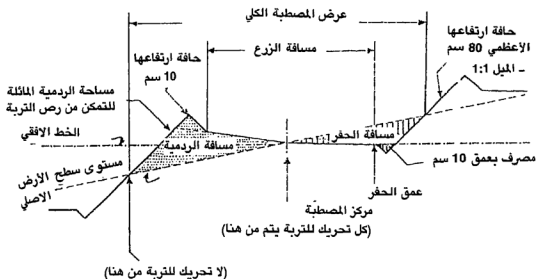 عرض المصطبة الكلي
حافة ارتفاعها
الأعظمي 80 سم
ـ الميل 1:1
مسافة الزرع
حافة ارتفاعها
10 سم
مساحة الردمية المائلة
للتمكن من رص التربة
الخط الافقي
مسافة الحفر
مسافة الردمية
مصرف بعمق 10 سم
مستوى سطح الأرض
الاصلي
عمق الحفر
مركز المصطبة
(كل تحريك للتربة يتم من هنا)
(لا تحريك للتربة من هنا)